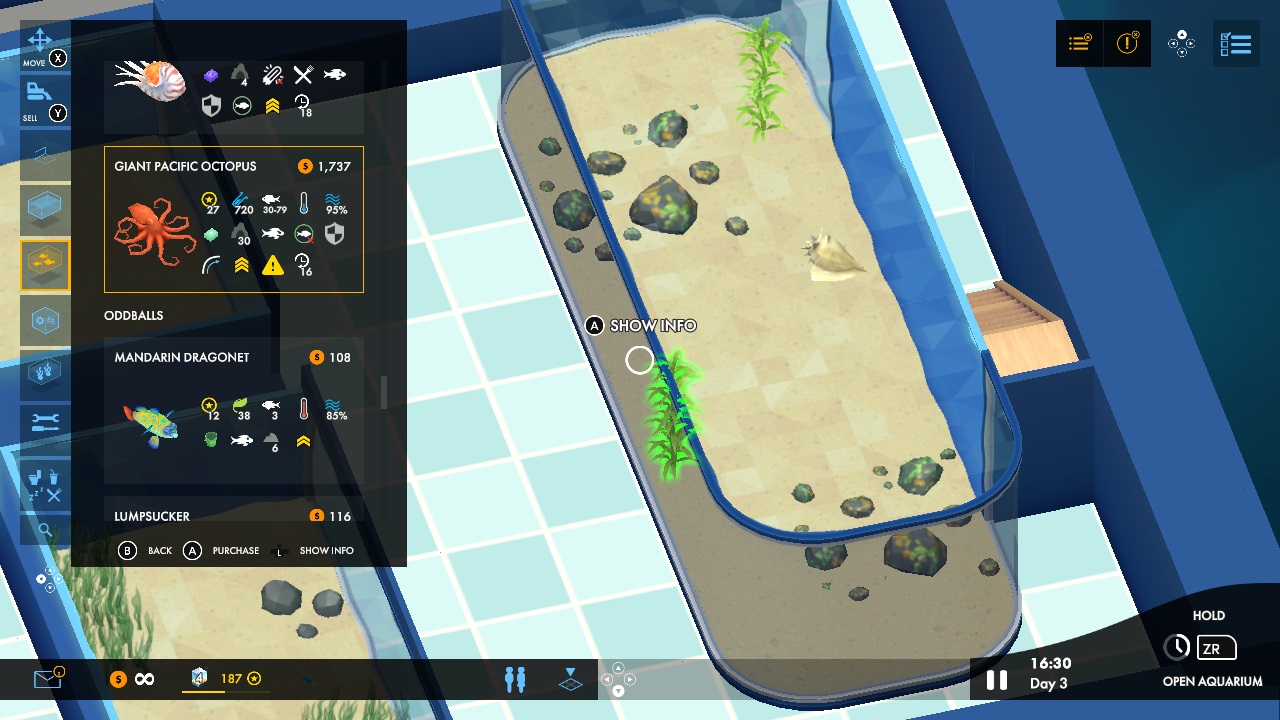 MOVE X
SELL Y
4
18
GIANT PACIFIC OCTOPUS S 1,737
27 720 30-79 95%
30
16
ODDBALLS
MANDARIN DRAGONET S 108
12 38 3 85%
6
LUMPSUCKER S 116
B BACK A PURCHASE L SHOW INFO
A SHOW INFO
S ∞ 4 187
16:30
Day 3
HOLD
ZR
OPEN AQUARIUM